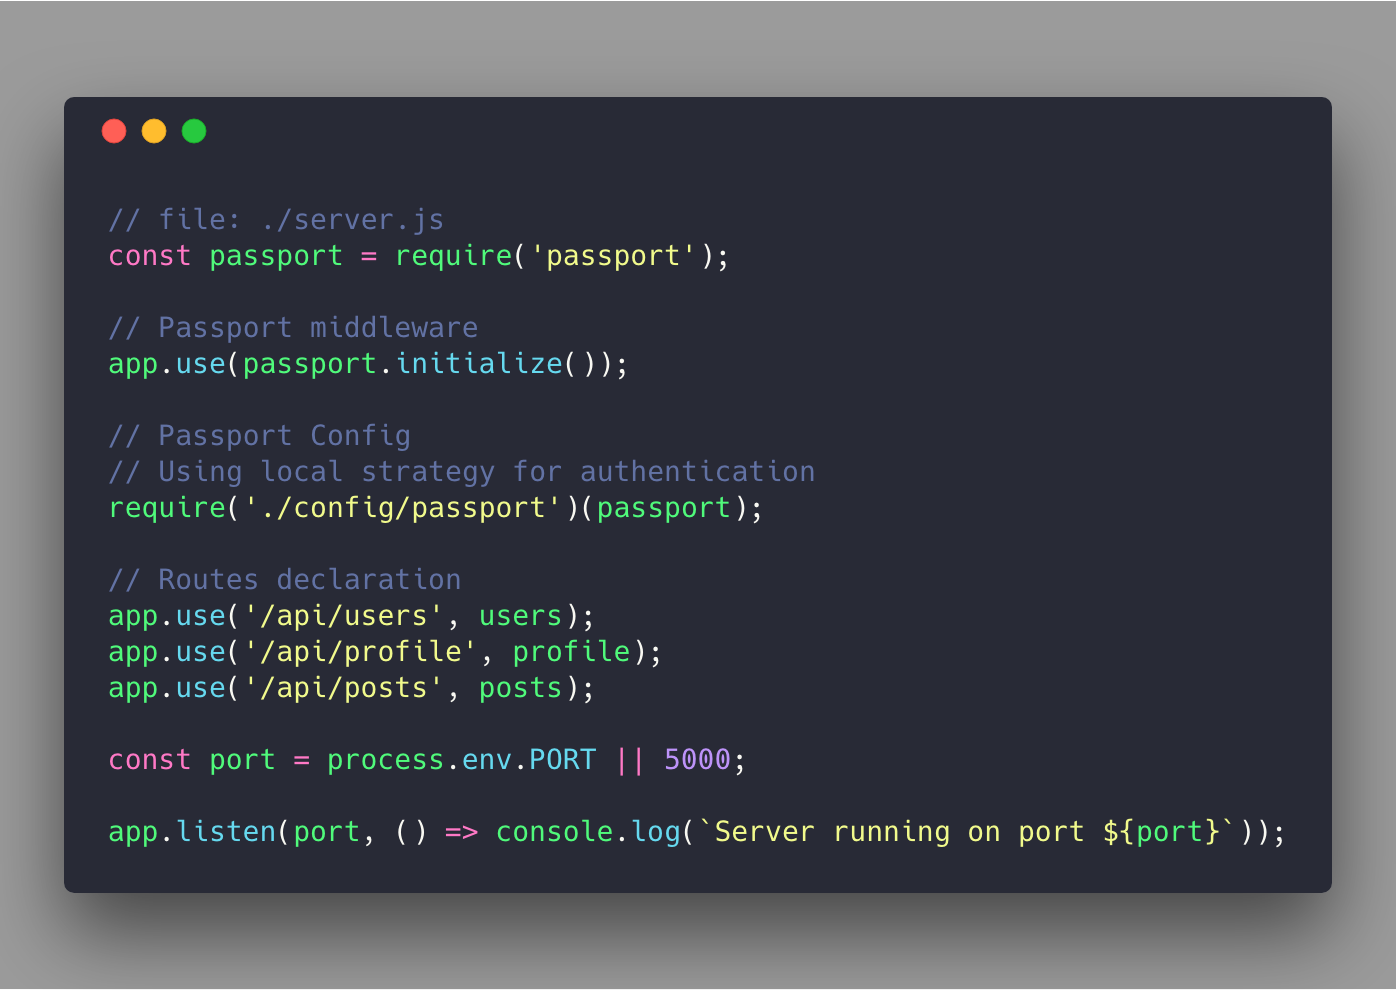 // file: ./server.js
const passport = require('passport');
// Passport middleware
app.use(passport.initialize());
// Passport Config
// Using local strategy for authentication
require('./config/passport')(passport);
// Routes declaration
app.use('/api/users', users);
app.use('/api/profile', profile);
app.use('/api/posts', posts);
const port = process.env.PORT || 5000;
app.listen(port, () => console.log(`Server running on port ${port}`));